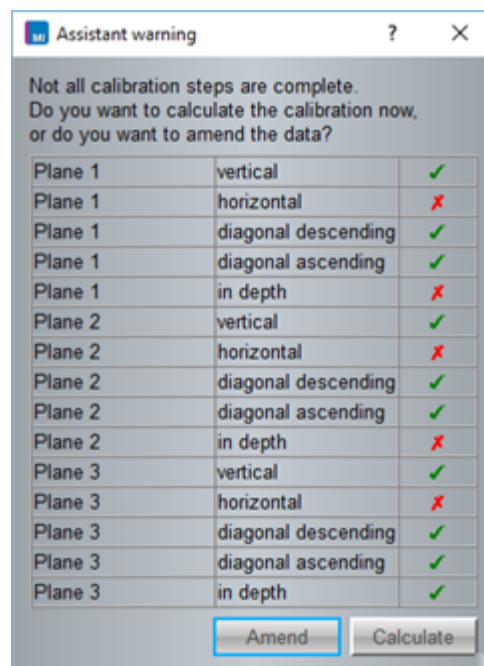 MI Assistant warning ? ×
Not all calibration steps are complete.
Do you want to calculate the calibration now,
or do you want to amend the data?
Plane 1 vertical ✓
Plane 1 horizontal ✗
Plane 1 diagonal descending ✓
Plane 1 diagonal ascending ✓
Plane 1 in depth ✗
Plane 2 vertical ✓
Plane 2 horizontal ✗
Plane 2 diagonal descending ✓
Plane 2 diagonal ascending ✓
Plane 2 in depth ✗
Plane 3 vertical ✓
Plane 3 horizontal ✗
Plane 3 diagonal descending ✓
Plane 3 diagonal ascending ✓
Plane 3 in depth ✓
Amend Calculate